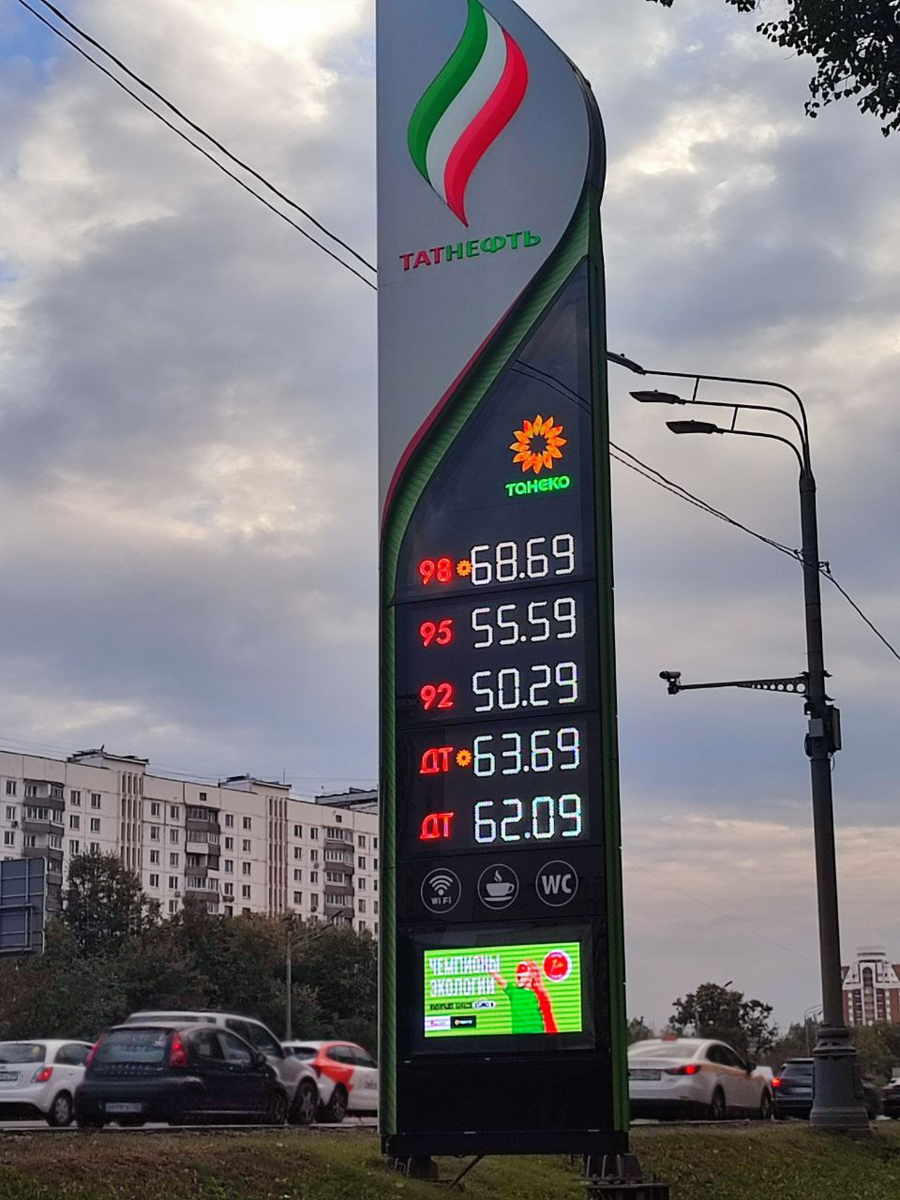 ТАТНЕФТЬ
ТАНЕКО
98 68.69
95 55.59
92 50.29
ДТ 63.69
ДТ 62.09
WiFi WC
ЧЕМПИОНЫ
ЭКОЛОГИИ